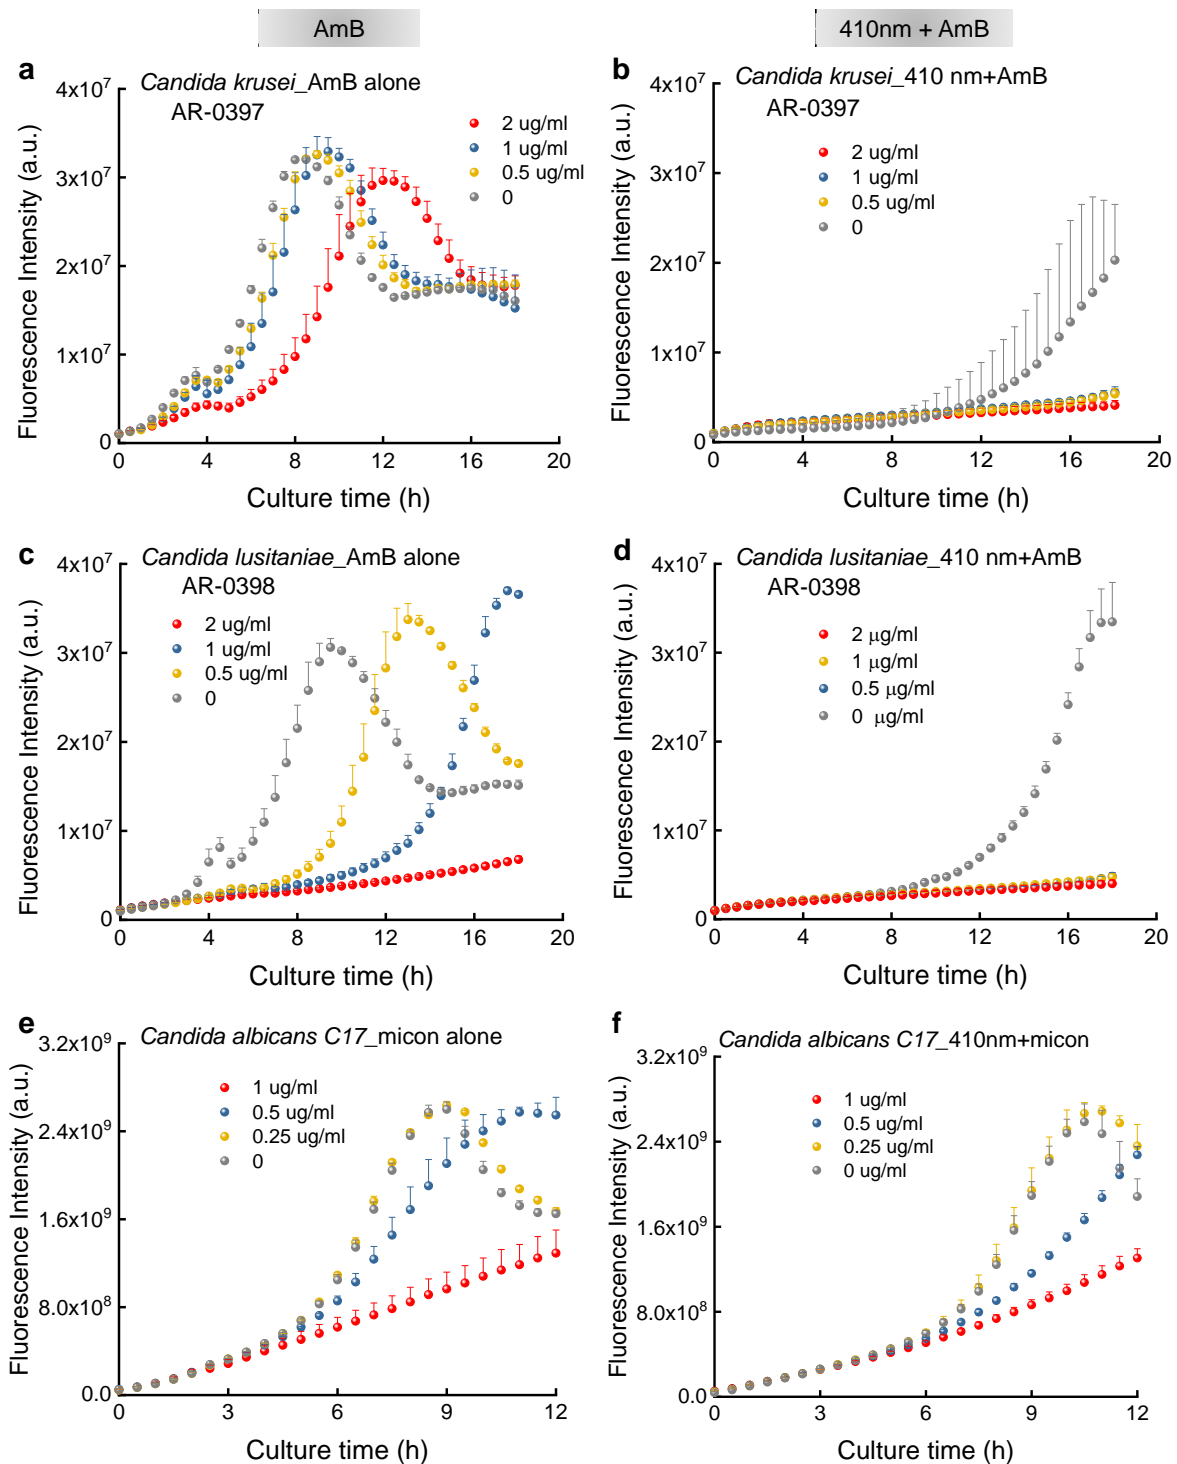 AmB
410nm + AmB
a
Candida krusei_AmB alone
AR-0397
4x10⁷
3x10⁷
2x10⁷
1x10⁷
0
Fluorescence Intensity (a.u.)
2 ug/ml
1 ug/ml
0.5 ug/ml
0
0 4 8 12 16 20
Culture time (h)
b
Candida krusei_410 nm+AmB
AR-0397
4x10⁷
3x10⁷
2x10⁷
1x10⁷
0
Fluorescence Intensity (a.u.)
2 ug/ml
1 ug/ml
0.5 ug/ml
0
0 4 8 12 16 20
Culture time (h)
c
Candida lusitaniae_AmB alone
AR-0398
4x10⁷
3x10⁷
2x10⁷
1x10⁷
0
Fluorescence Intensity (a.u.)
2 ug/ml
1 ug/ml
0.5 ug/ml
0
0 4 8 12 16 20
Culture time (h)
d
Candida lusitaniae_410 nm+AmB
AR-0398
4x10⁷
3x10⁷
2x10⁷
1x10⁷
0
Fluorescence Intensity (a.u.)
2 μg/ml
1 μg/ml
0.5 μg/ml
0 μg/ml
0 4 8 12 16 20
Culture time (h)
e
Candida albicans C17_micon alone
3.2x10⁹
2.4x10⁹
1.6x10⁹
8.0x10⁸
0.0
Fluorescence Intensity (a.u.)
1 ug/ml
0.5 ug/ml
0.25 ug/ml
0
0 3 6 9 12
Culture time (h)
f
Candida albicans C17_410nm+micon
3.2x10⁹
2.4x10⁹
1.6x10⁹
8.0x10⁸
0.0
Fluorescence Intensity (a.u.)
1 ug/ml
0.5 ug/ml
0.25 ug/ml
0 ug/ml
0 3 6 9 12
Culture time (h)